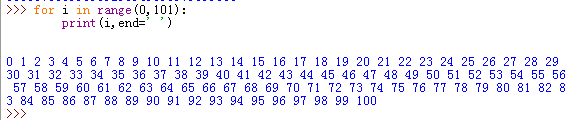 >>> for i in range(0,101):
        print(i,end=' ')
0 1 2 3 4 5 6 7 8 9 10 11 12 13 14 15 16 17 18 19 20 21 22 23 24 25 26 27 28 29
30 31 32 33 34 35 36 37 38 39 40 41 42 43 44 45 46 47 48 49 50 51 52 53 54 55 56
 57 58 59 60 61 62 63 64 65 66 67 68 69 70 71 72 73 74 75 76 77 78 79 80 81 82 8
3 84 85 86 87 88 89 90 91 92 93 94 95 96 97 98 99 100
>>>